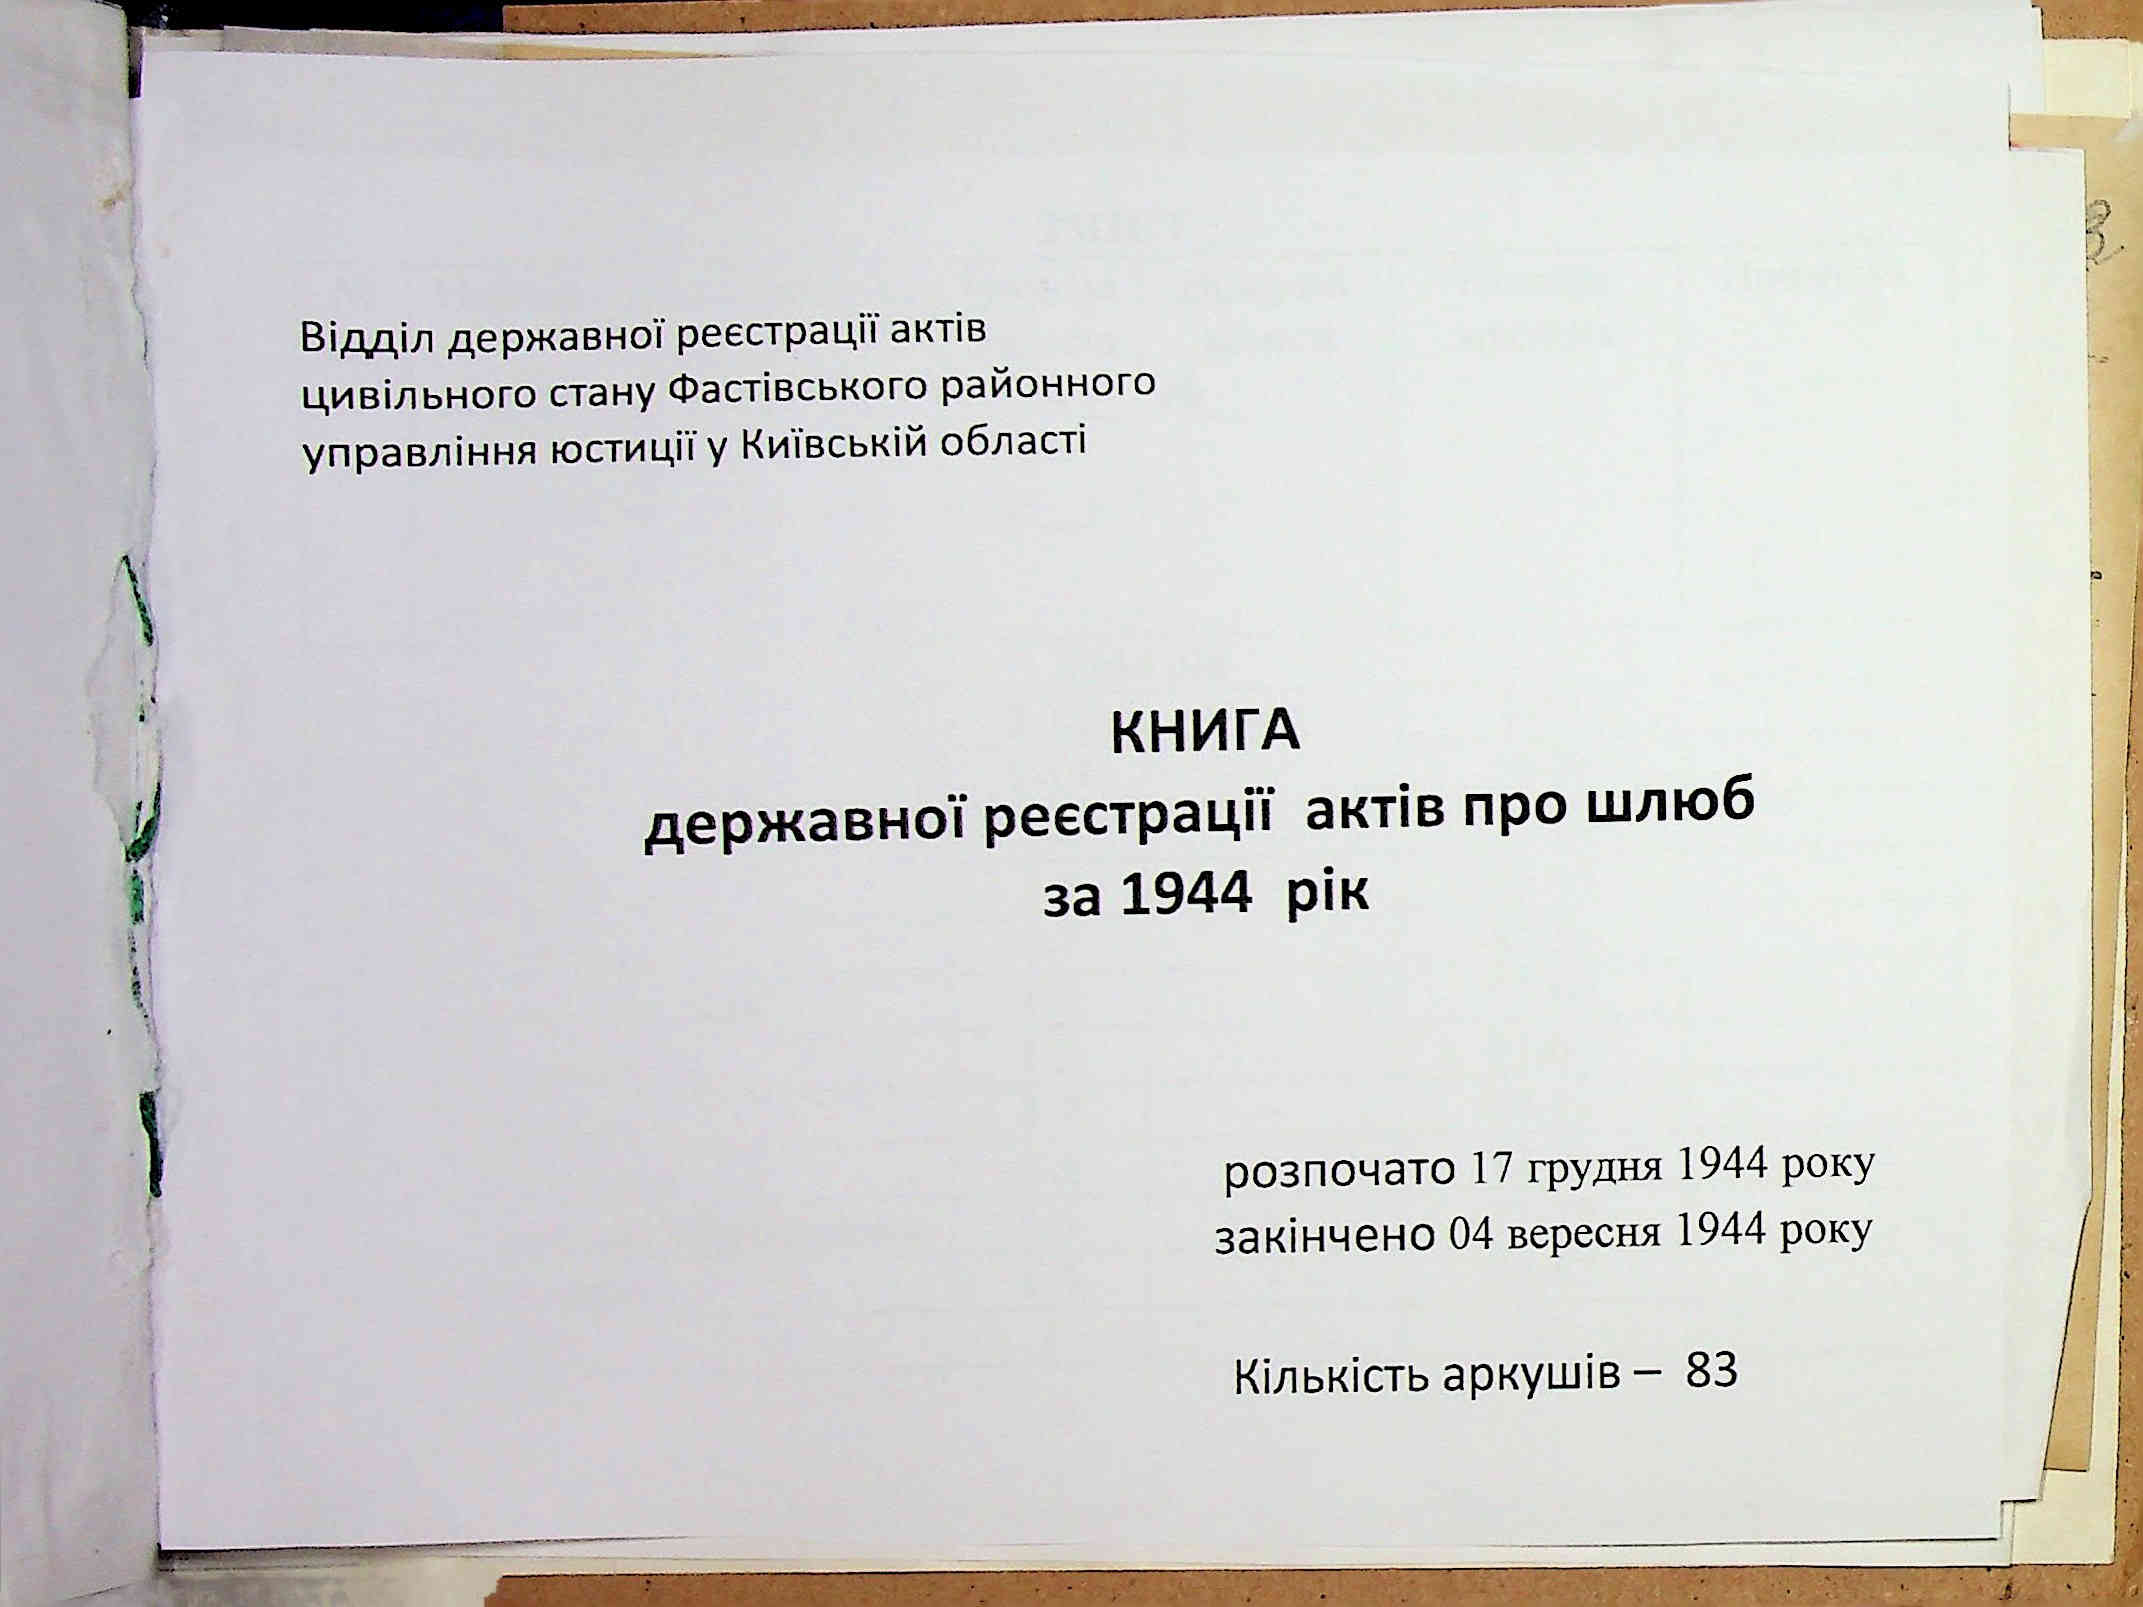 Відділ державної реєстрації актів
цивільного стану Фастівського районного
управління юстиції у Київській області
КНИГА
державної реєстрації актів про шлюб
за 1944 рік
розпочато 17 грудня 1944 року
закінчено 04 вересня 1944 року
Кількість аркушів – 83